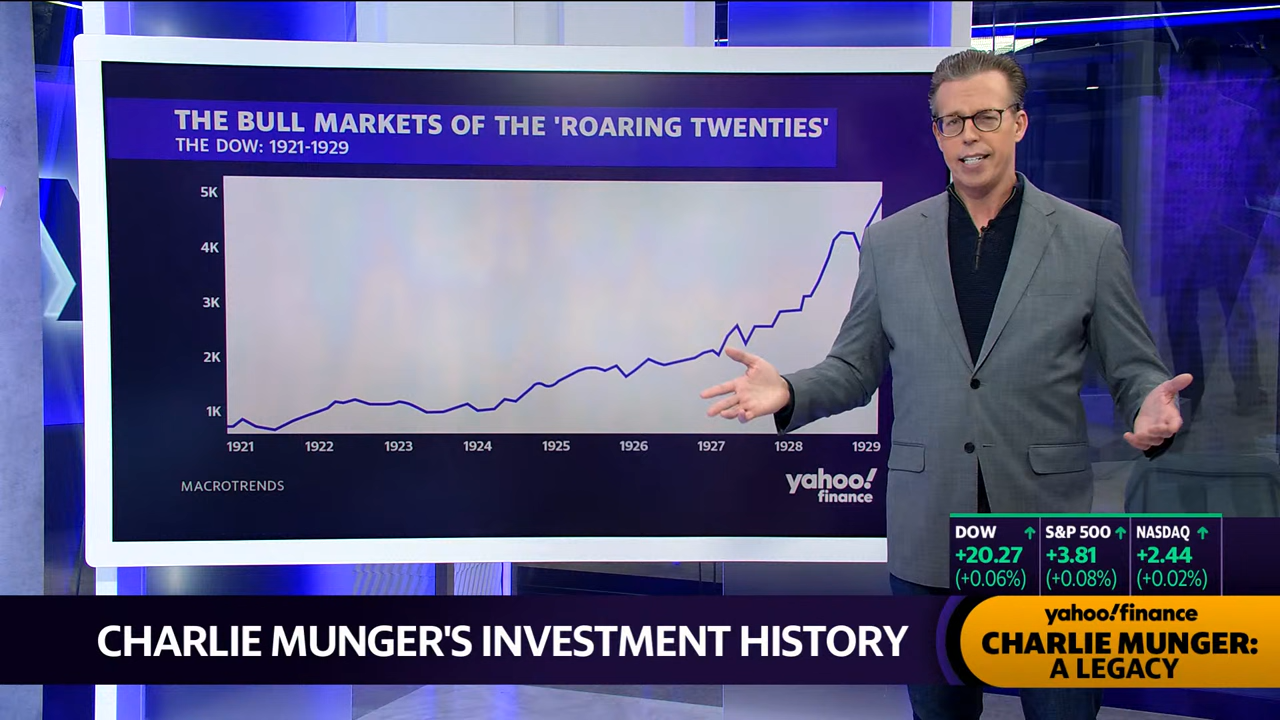 THE BULL MARKETS OF THE 'ROARING TWENTIES'
THE DOW: 1921-1929
5K
4K
3K
2K
1K
1921 1922 1923 1924 1925 1926 1927 1928 1929
MACROTRENDS
yahoo!
finance
DOW S&P 500 NASDAQ
+20.27 +3.81 +2.44
(+0.06%) (+0.08%) (+0.02%)
CHARLIE MUNGER'S INVESTMENT HISTORY
yahoo!finance
CHARLIE MUNGER:
A LEGACY